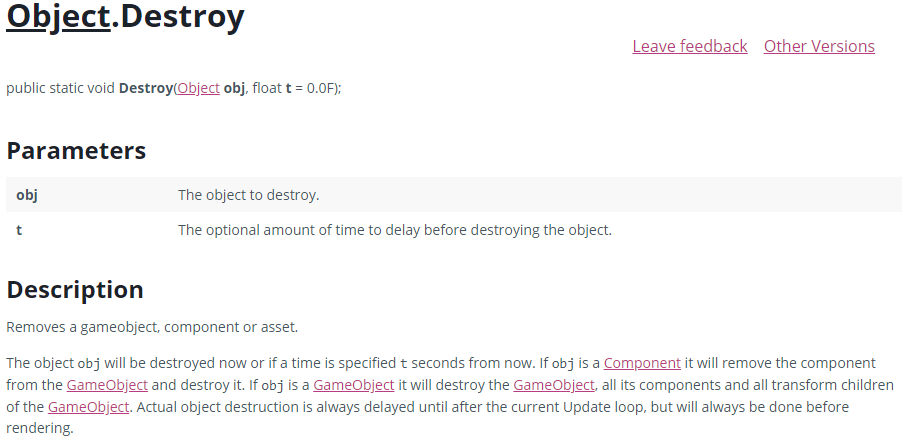 Object.Destroy
Leave feedback Other Versions
public static void Destroy(Object obj, float t = 0.0F);
Parameters
obj The object to destroy.
t The optional amount of time to delay before destroying the object.
Description
Removes a gameobject, component or asset.
The object obj will be destroyed now or if a time is specified t seconds from now. If obj is a Component it will remove the component
from the GameObject and destroy it. If obj is a GameObject it will destroy the GameObject, all its components and all transform children
of the GameObject. Actual object destruction is always delayed until after the current Update loop, but will always be done before
rendering.